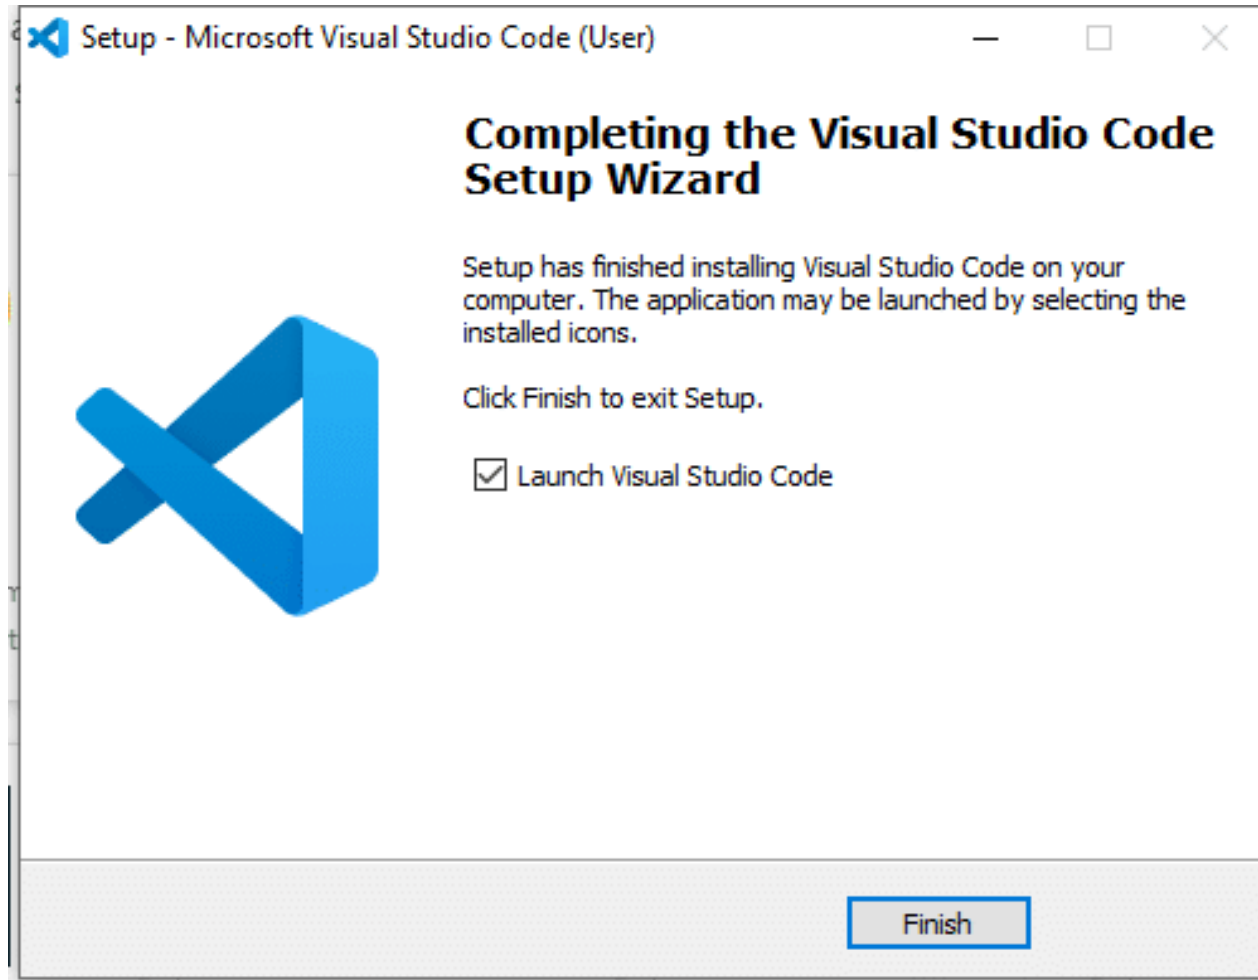 Setup - Microsoft Visual Studio Code (User)
Completing the Visual Studio Code
Setup Wizard
Setup has finished installing Visual Studio Code on your
computer. The application may be launched by selecting the
installed icons.
Click Finish to exit Setup.
Launch Visual Studio Code
Finish